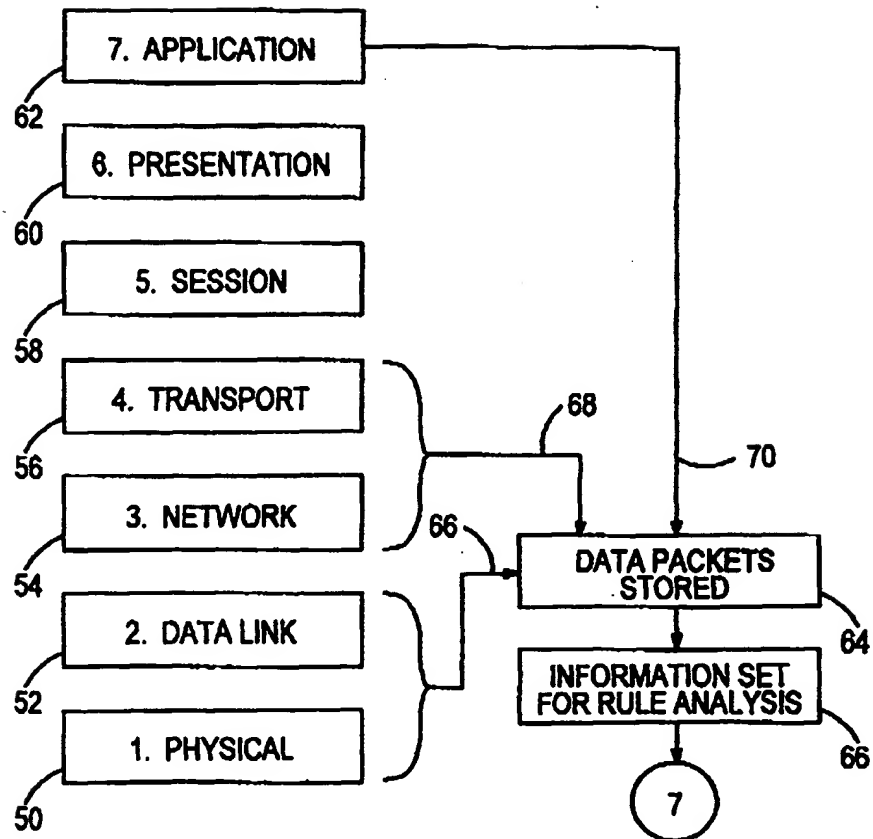 7. APPLICATION
62
6. PRESENTATION
60
5. SESSION
58
4. TRANSPORT
56
68
70
3. NETWORK
54
66
DATA PACKETS
STORED
64
2. DATA LINK
52
INFORMATION SET
FOR RULE ANALYSIS
66
1. PHYSICAL
50
7